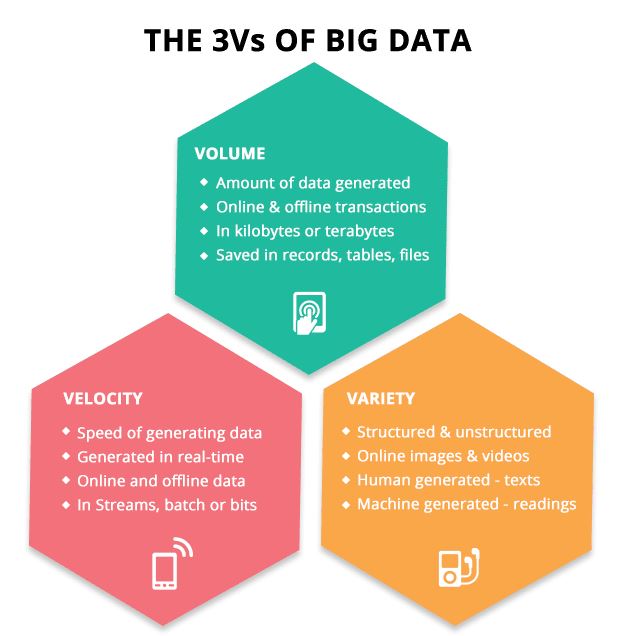 THE 3Vs OF BIG DATA
VOLUME
Amount of data generated
Online & offline transactions
In kilobytes or terabytes
Saved in records, tables, files
VELOCITY
Speed of generating data
Generated in real-time
Online and offline data
In Streams, batch or bits
VARIETY
Structured & unstructured
Online images & videos
Human generated - texts
Machine generated - readings